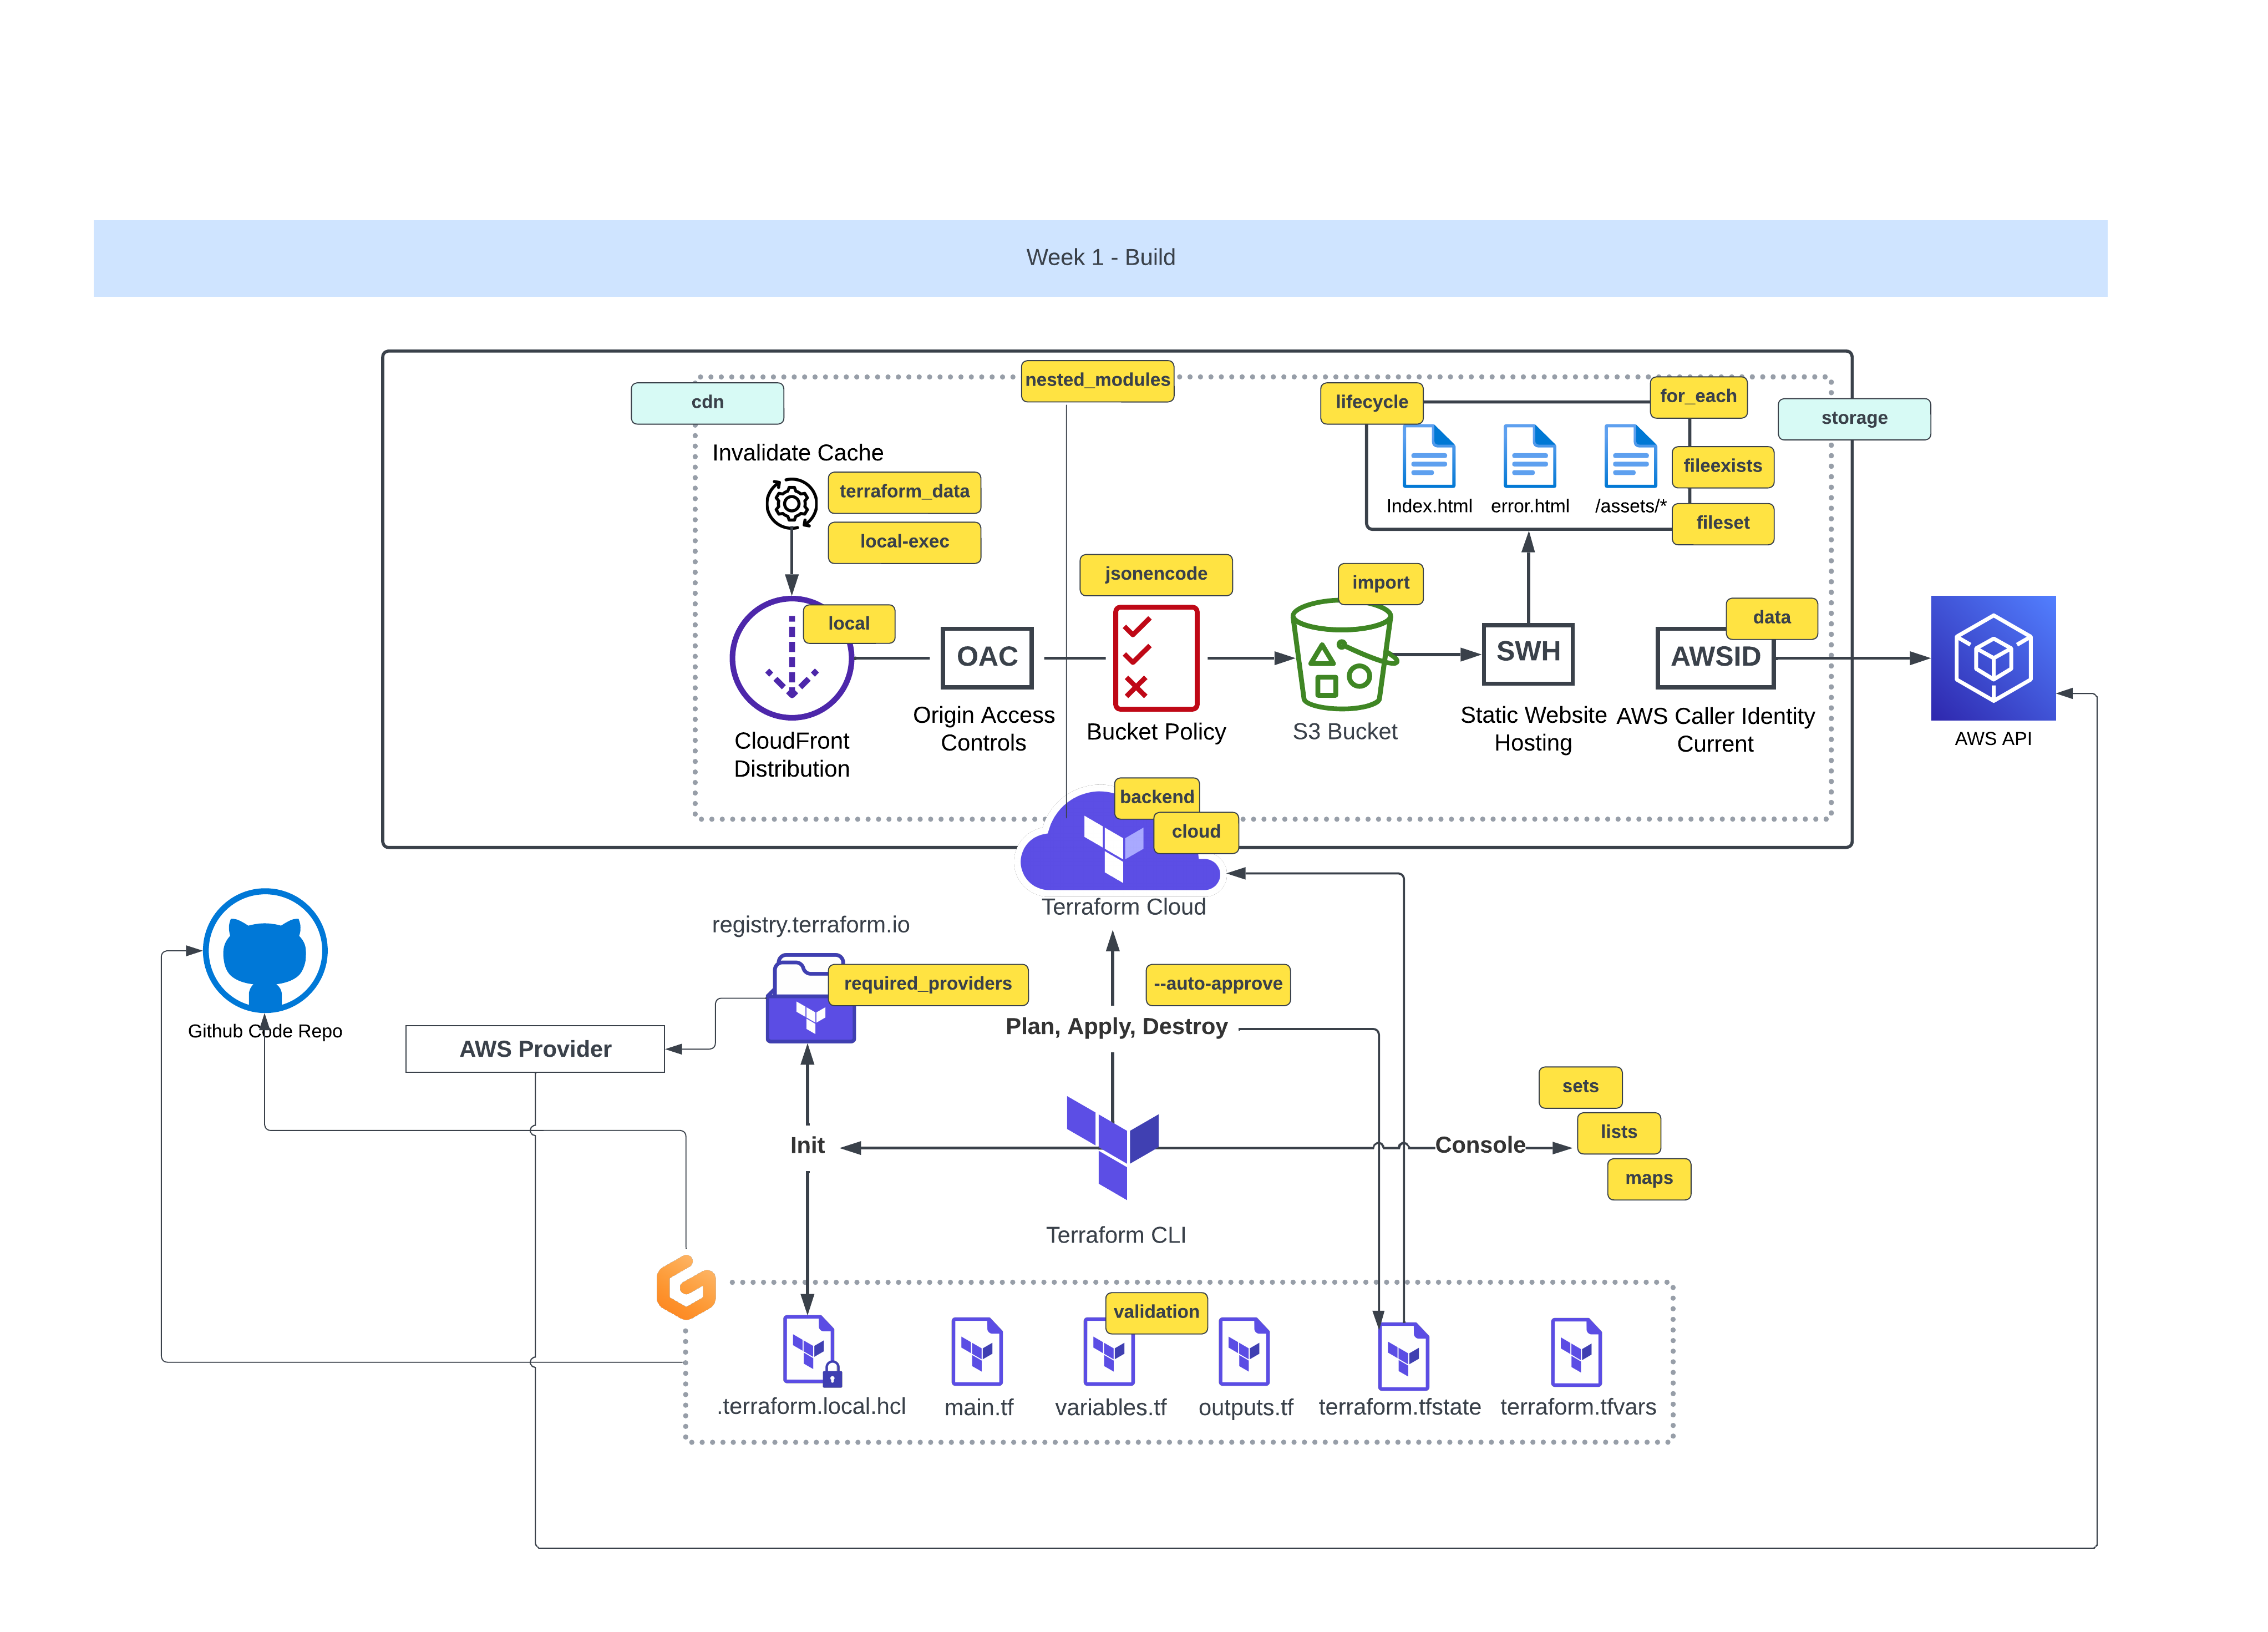 Week 1 - Build
nested_modules
cdn
lifecycle
for_each
storage
Invalidate Cache
terraform_data
local-exec
fileexists
fileset
Index.html
error.html
/assets/*
jsonencode
import
local
data
OAC
SWH
AWSID
Origin Access
Controls
Bucket Policy
S3 Bucket
Static Website
Hosting
AWS Caller Identity
Current
AWS API
CloudFront
Distribution
backend
cloud
Terraform Cloud
registry.terraform.io
required_providers
--auto-approve
Github Code Repo
AWS Provider
Plan, Apply, Destroy
sets
lists
maps
Init
Console
Terraform CLI
validation
.terraform.local.hcl
main.tf
variables.tf
outputs.tf
terraform.tfstate
terraform.tfvars